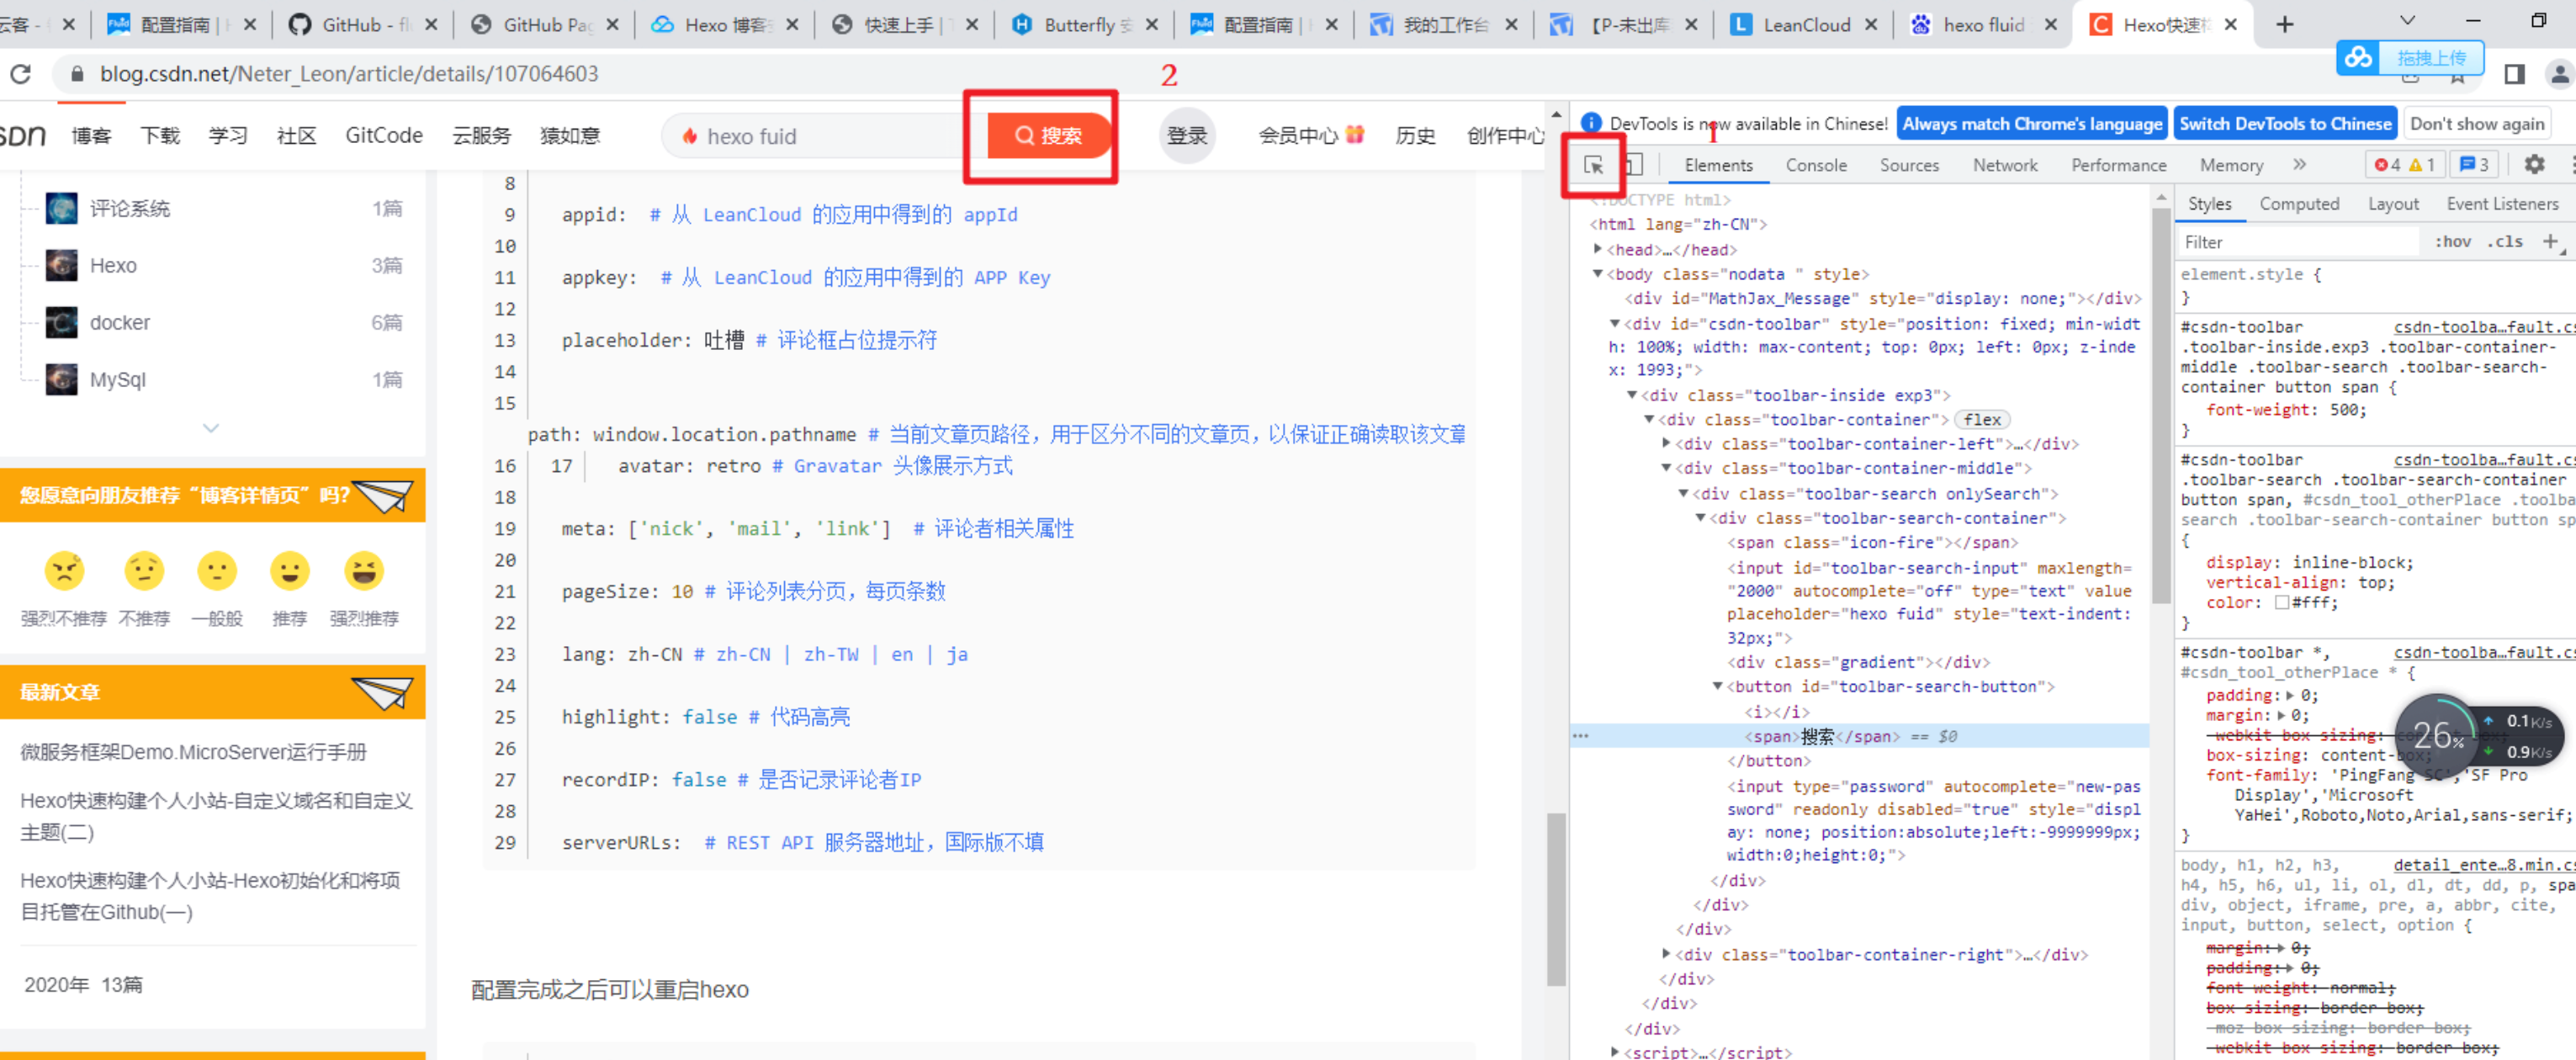 云客 -
配置指南 | H
GitHub - fl
GitHub Pag
Hexo 博客
快速上手 | T
Butterfly 安
配置指南 | H
我的工作台
【P-未出库
LeanCloud
hexo fluid
Hexo快速构
拖拽上传
blog.csdn.net/Neter_Leon/article/details/107064603
2
SDN 博客 下载 学习 社区 GitCode 云服务 猿如意 hexo fuid 搜索 登录 会员中心 历史 创作中心
评论系统 1篇
Hexo 3篇
docker 6篇
MySql 1篇
您愿意向朋友推荐“博客详情页”吗?
强烈不推荐 不推荐 一般般 推荐 强烈推荐
最新文章
微服务框架Demo.MicroServer运行手册
Hexo快速构建个人小站-自定义域名和自定义
主题(二)
Hexo快速构建个人小站-Hexo初始化和将项
目托管在Github(一)
2020年 13篇
8
9 appid: # 从 LeanCloud 的应用中得到的 appId
10
11 appkey: # 从 LeanCloud 的应用中得到的 APP Key
12
13 placeholder: 吐槽 # 评论框占位提示符
14
15
path: window.location.pathname # 当前文章页路径，用于区分不同的文章页，以保证正确读取该文章
16 17 avatar: retro # Gravatar 头像展示方式
18
19 meta: ['nick', 'mail', 'link'] # 评论者相关属性
20
21 pageSize: 10 # 评论列表分页，每页条数
22
23 lang: zh-CN # zh-CN | zh-TW | en | ja
24
25 highlight: false # 代码高亮
26
27 recordIP: false # 是否记录评论者IP
28
29 serverURLs: # REST API 服务器地址，国际版不填
配置完成之后可以重启hexo
DevTools is now available in Chinese! Always match Chrome's language Switch DevTools to Chinese Don't show again
1
Elements Console Sources Network Performance Memory » 4 1 3
<!DOCTYPE html>
<html lang="zh-CN">
<head>…</head>
<body class="nodata " style>
<div id="MathJax_Message" style="display: none;"></div>
<div id="csdn-toolbar" style="position: fixed; min-widt
h: 100%; width: max-content; top: 0px; left: 0px; z-inde
x: 1993;">
<div class="toolbar-inside exp3">
<div class="toolbar-container"> flex
<div class="toolbar-container-left">…</div>
<div class="toolbar-container-middle">
<div class="toolbar-search onlySearch">
<div class="toolbar-search-container">
<span class="icon-fire"></span>
<input id="toolbar-search-input" maxlength=
"2000" autocomplete="off" type="text" value
placeholder="hexo fuid" style="text-indent:
32px;">
<div class="gradient"></div>
<button id="toolbar-search-button">
<i></i>
<span>搜索</span> == $0
</button>
<input type="password" autocomplete="new-pas
sword" readonly disabled="true" style="displ
ay: none; position:absolute;left:-9999999px;
width:0;height:0;">
</div>
</div>
</div>
<div class="toolbar-container-right">…</div>
</div>
</div>
</div>
<script>…</script>
Styles Computed Layout Event Listeners
Filter :hov .cls
element.style {
}
#csdn-toolbar csdn-toolba…fault.cs
.toolbar-inside.exp3 .toolbar-container-
middle .toolbar-search .toolbar-search-
container button span {
font-weight: 500;
}
#csdn-toolbar csdn-toolba…fault.cs
.toolbar-search .toolbar-search-container
button span, #csdn_tool_otherPlace .toolba
search .toolbar-search-container button sp
{
display: inline-block;
vertical-align: top;
color: #fff;
}
#csdn-toolbar *, csdn-toolba…fault.cs
#csdn_tool_otherPlace * {
padding: 0;
margin: 0;
-webkit-box-sizing: content-box;
box-sizing: content-box;
font-family: 'PingFang SC','SF Pro
Display','Microsoft
YaHei',Roboto,Noto,Arial,sans-serif;
}
26% 0.1K/s
0.9K/s
body, h1, h2, h3, detail_ente…8.min.cs
h4, h5, h6, ul, li, ol, dl, dt, dd, p, spa
div, object, iframe, pre, a, abbr, cite,
input, button, select, option {
margin: 0;
padding: 0;
font-weight: normal;
box-sizing: border-box;
-moz-box-sizing: border-box;
-webkit-box-sizing: border-box;